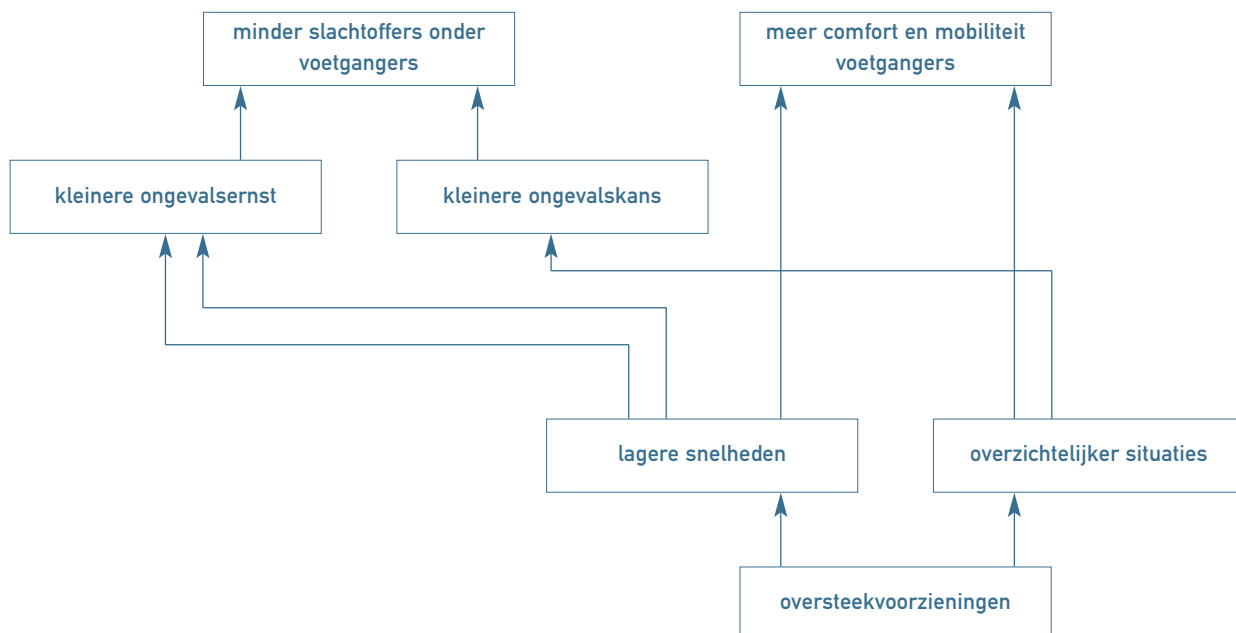 minder slachtoffers onder
voetgangers
meer comfort en mobiliteit
voetgangers
kleinere ongevalsernst
kleinere ongevalskans
lagere snelheden
overzichtelijker situaties
oversteekvoorzieningen